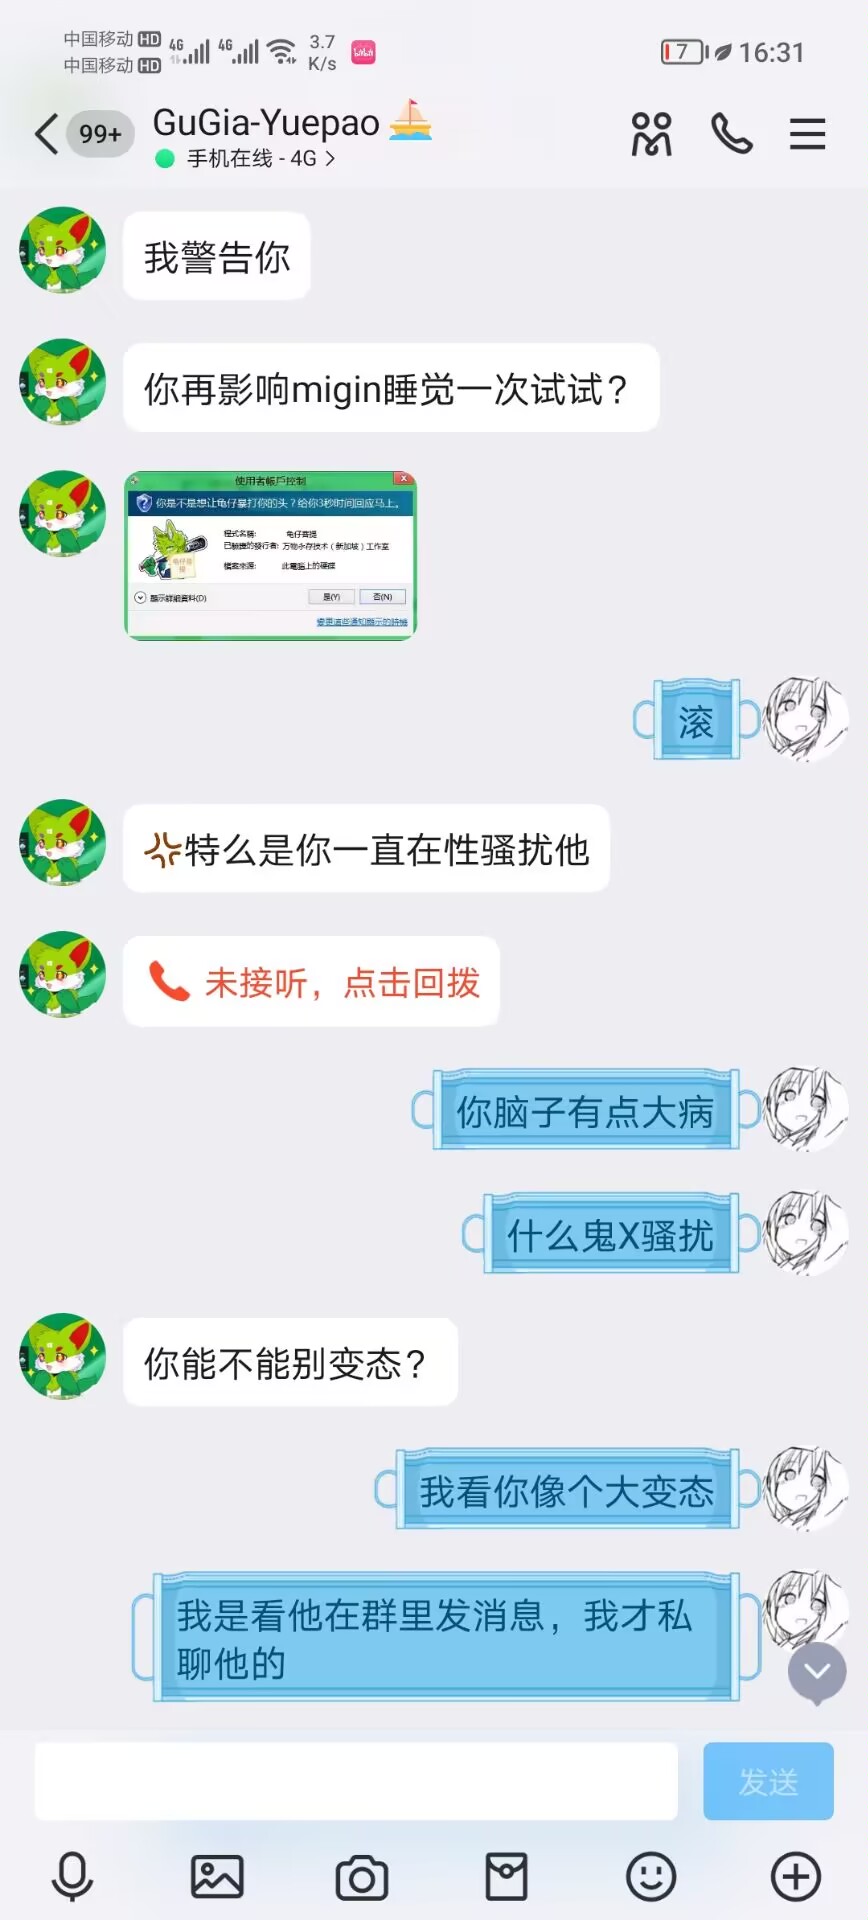 中国移动 HD 4G 4G 3.7 K/s 7 16:31
中国移动 HD
99+
GuGia-Yuepao
手机在线 - 4G
我警告你
你再影响migin睡觉一次试试？
使用者帳戶控制
你是不是想让龟仔暴打你的头？给你3秒时间回应马上。
程式名稱: 龟仔菩提
已驗證的發行者: 万物永存技术（新加坡）工作室
檔案來源: 此電腦上的硬碟
顯示詳細資料(D)
是(Y)
否(N)
變更這些通知顯示的時機
滚
特么是你一直在性骚扰他
未接听，点击回拨
你脑子有点大病
什么鬼X骚扰
你能不能别变态？
我看你像个大变态
我是看他在群里发消息，我才私
聊他的
发送